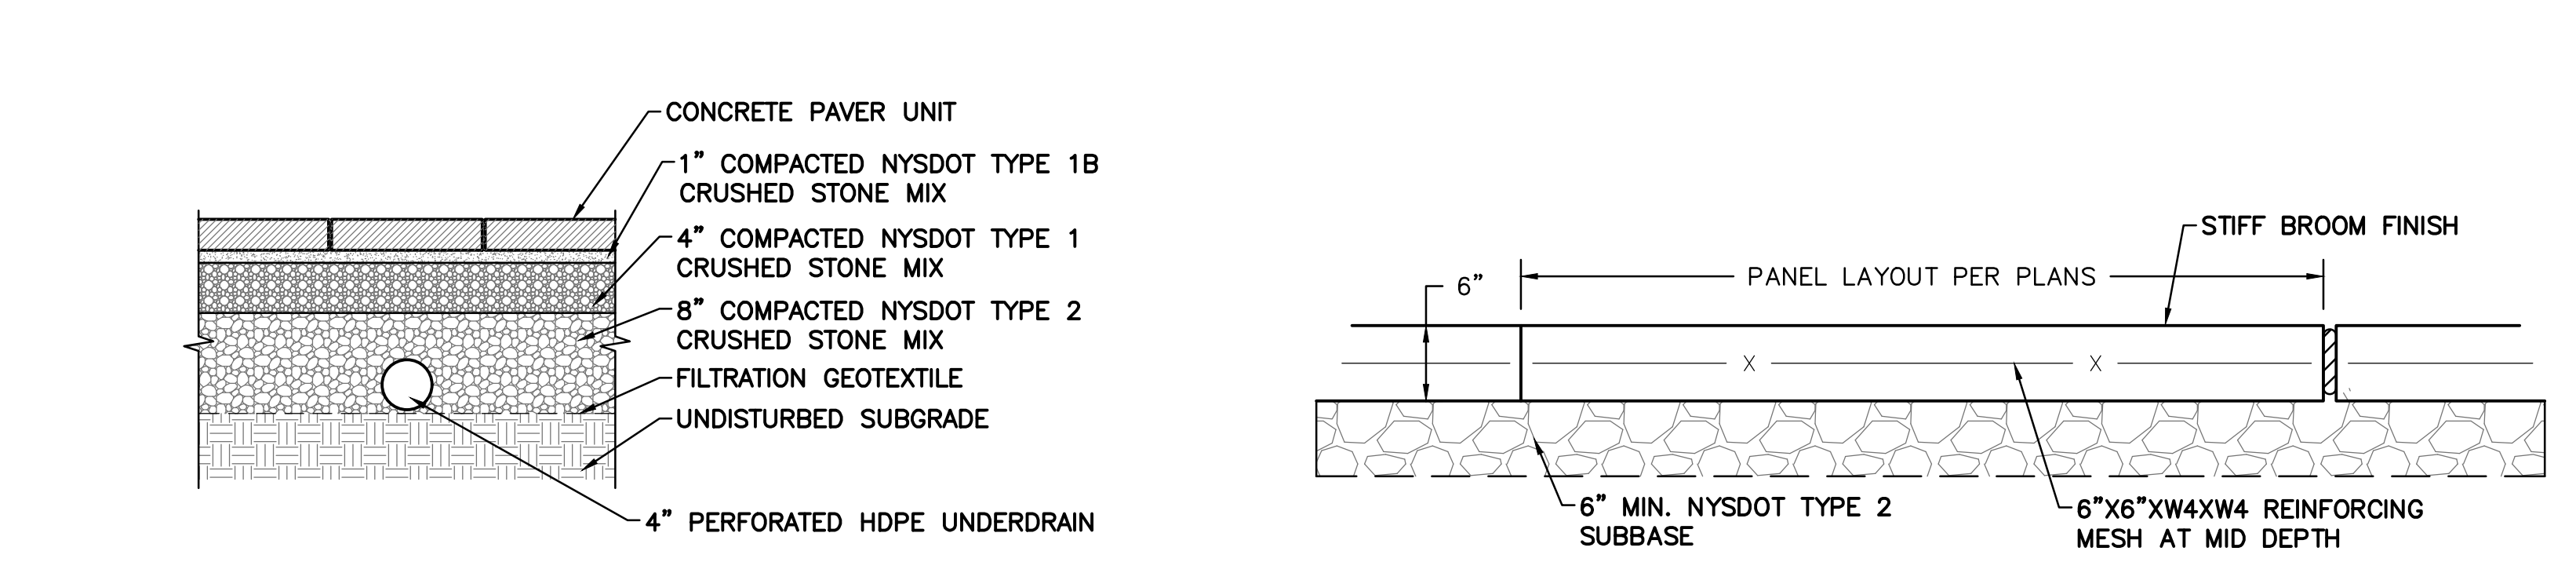 CONCRETE PAVER UNIT
1” COMPACTED NYSDOT TYPE 1B
CRUSHED STONE MIX
4” COMPACTED NYSDOT TYPE 1
CRUSHED STONE MIX
8” COMPACTED NYSDOT TYPE 2
CRUSHED STONE MIX
FILTRATION GEOTEXTILE
UNDISTURBED SUBGRADE
4” PERFORATED HDPE UNDERDRAIN
STIFF BROOM FINISH
PANEL LAYOUT PER PLANS
6”
X X
6” MIN. NYSDOT TYPE 2
SUBBASE
6”X6”XW4XW4 REINFORCING
MESH AT MID DEPTH